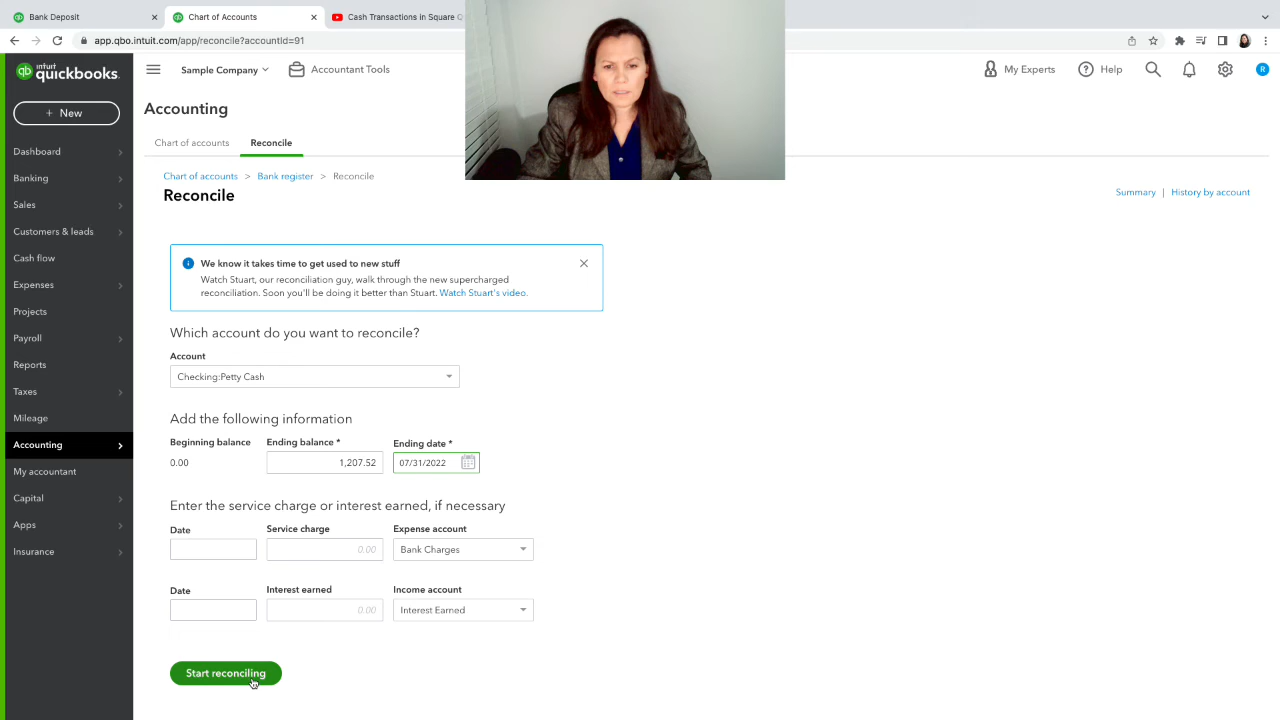 Bank Deposit
Chart of Accounts
Cash Transactions in Square Q
app.qbo.intuit.com/app/reconcile?accountId=91
intuit quickbooks.
Sample Company
Accountant Tools
My Experts
Help
R
+ New
Dashboard
Banking
Sales
Customers & leads
Cash flow
Expenses
Projects
Payroll
Reports
Taxes
Mileage
Accounting
My accountant
Capital
Apps
Insurance
Accounting
Chart of accounts
Reconcile
Chart of accounts > Bank register > Reconcile
Reconcile
Summary | History by account
We know it takes time to get used to new stuff
Watch Stuart, our reconciliation guy, walk through the new supercharged
reconciliation. Soon you'll be doing it better than Stuart. Watch Stuart's video.
Which account do you want to reconcile?
Account
Checking:Petty Cash
Add the following information
Beginning balance Ending balance * Ending date *
0.00 1,207.52 07/31/2022
Enter the service charge or interest earned, if necessary
Date Service charge Expense account
0.00 Bank Charges
Date Interest earned Income account
0.00 Interest Earned
Start reconciling